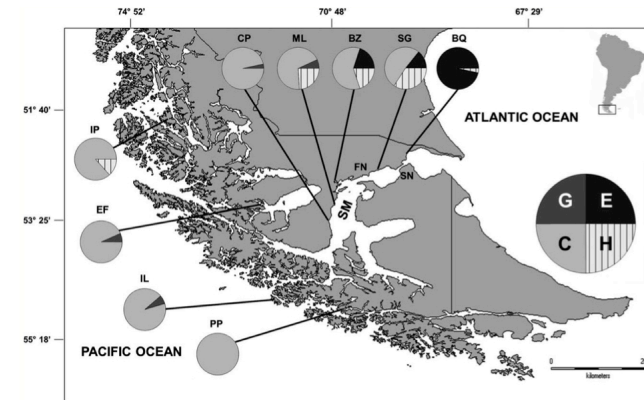 74° 52' 70° 48' 67° 29'
CP ML BZ SG BQ
51° 40'
ATLANTIC OCEAN
IP
FN
SN
G E
SM
C H
53° 25'
EF
IL
PP
55° 18'
PACIFIC OCEAN
0 2
kilometers